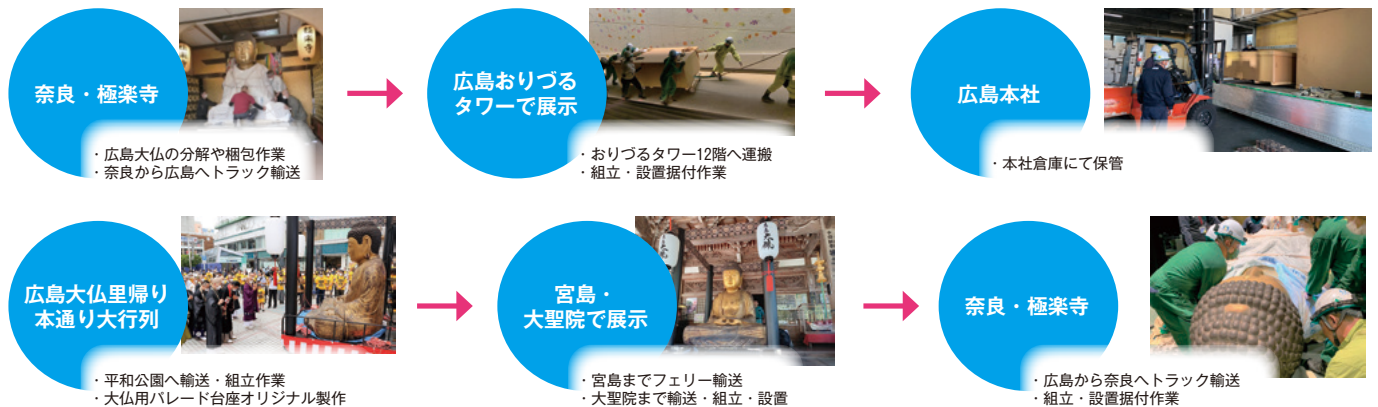 奈良・極楽寺
・広島大仏の分解や梱包作業
・奈良から広島へトラック輸送
広島おりづる
タワーで展示
・おりづるタワー12階へ運搬
・組立・設置据付作業
広島本社
・本社倉庫にて保管
広島大仏里帰り
本通り大行列
・平和公園へ輸送・組立作業
・大仏用パレード台座オリジナル製作
宮島・
大聖院で展示
・宮島までフェリー輸送
・大聖院まで輸送・組立・設置
奈良・極楽寺
・広島から奈良へトラック輸送
・組立・設置据付作業